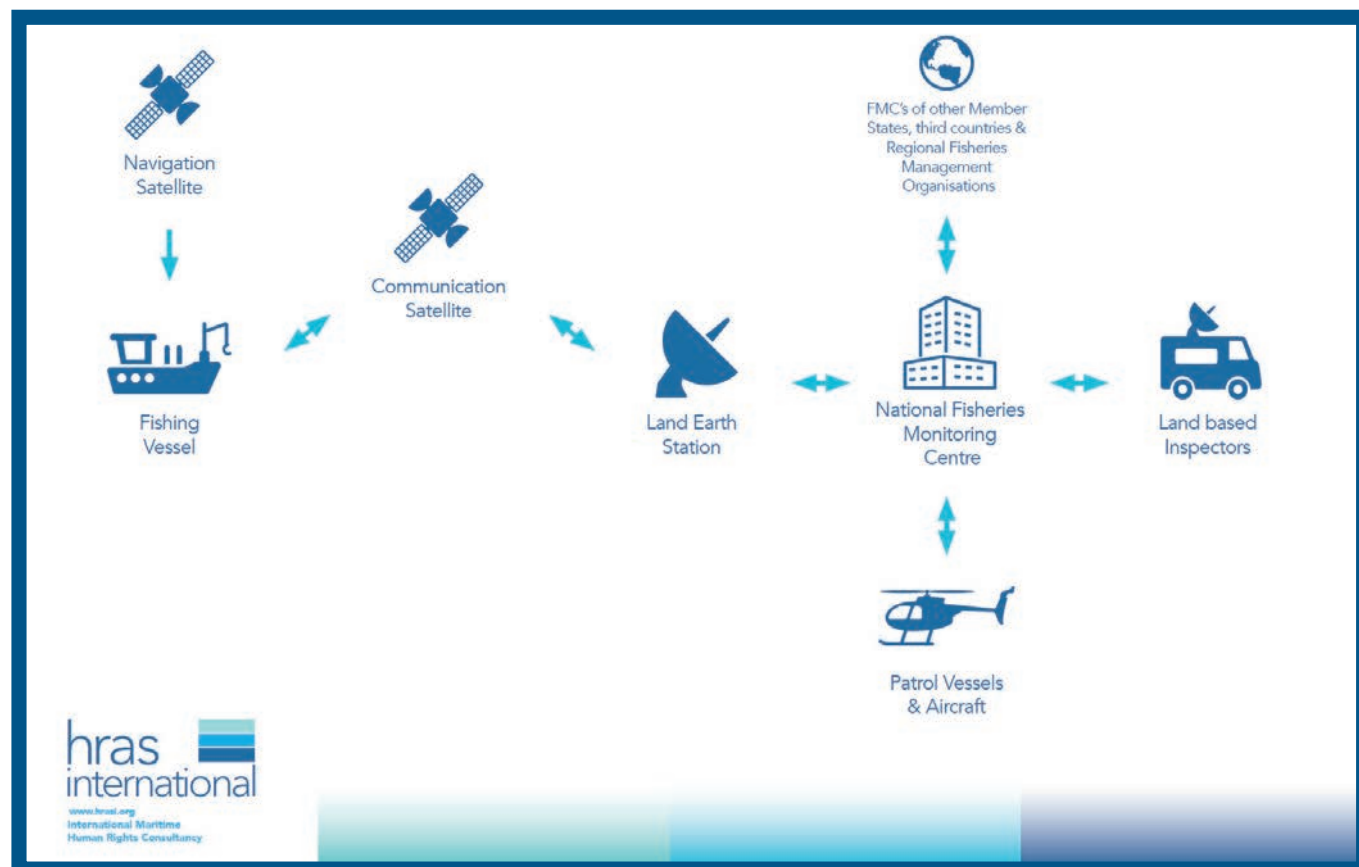 Navigation
Satellite
FMC's of other Member
States, third countries &
Regional Fisheries
Management
Organisations
Communication
Satellite
Fishing
Vessel
Land Earth
Station
National Fisheries
Monitoring
Centre
Land based
Inspectors
Patrol Vessels
& Aircraft
hras
international
www.hrasi.org
International Maritime
Human Rights Consultancy